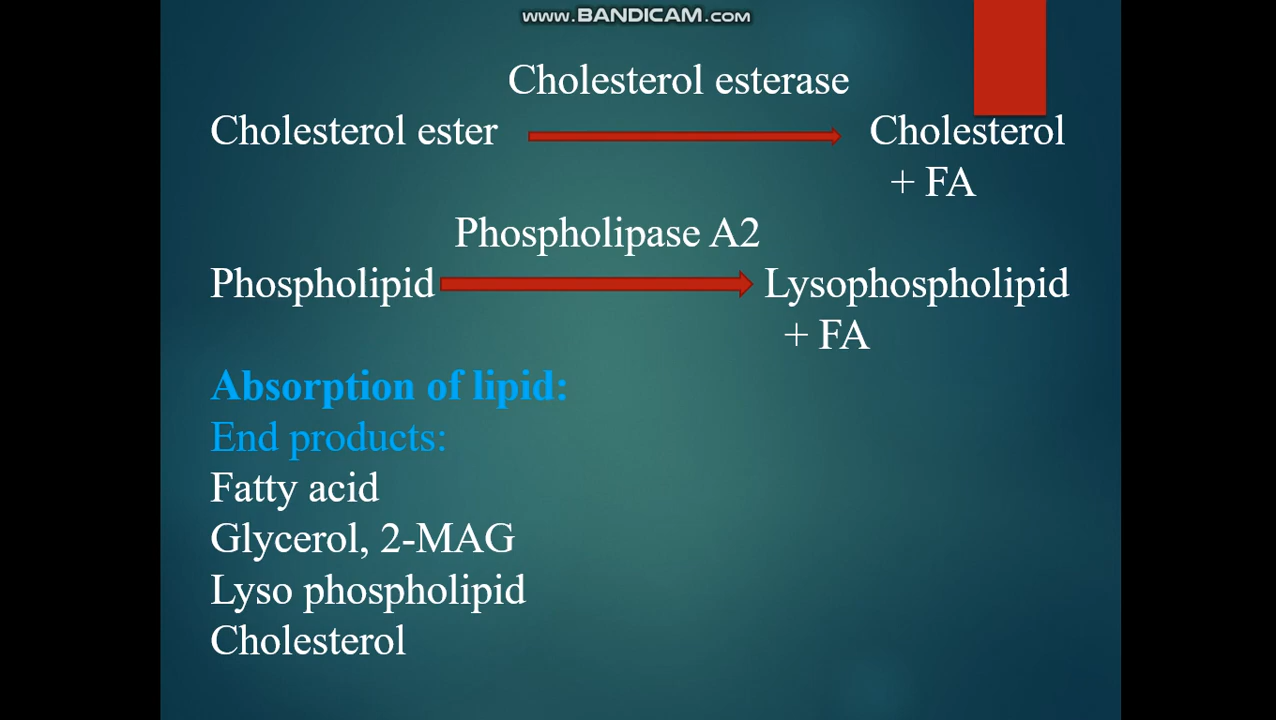 www.BANDICAM.com
Cholesterol esterase
Cholesterol ester Cholesterol
+ FA
Phospholipase A2
Phospholipid Lysophospholipid
+ FA
Absorption of lipid:
End products:
Fatty acid
Glycerol, 2-MAG
Lyso phospholipid
Cholesterol